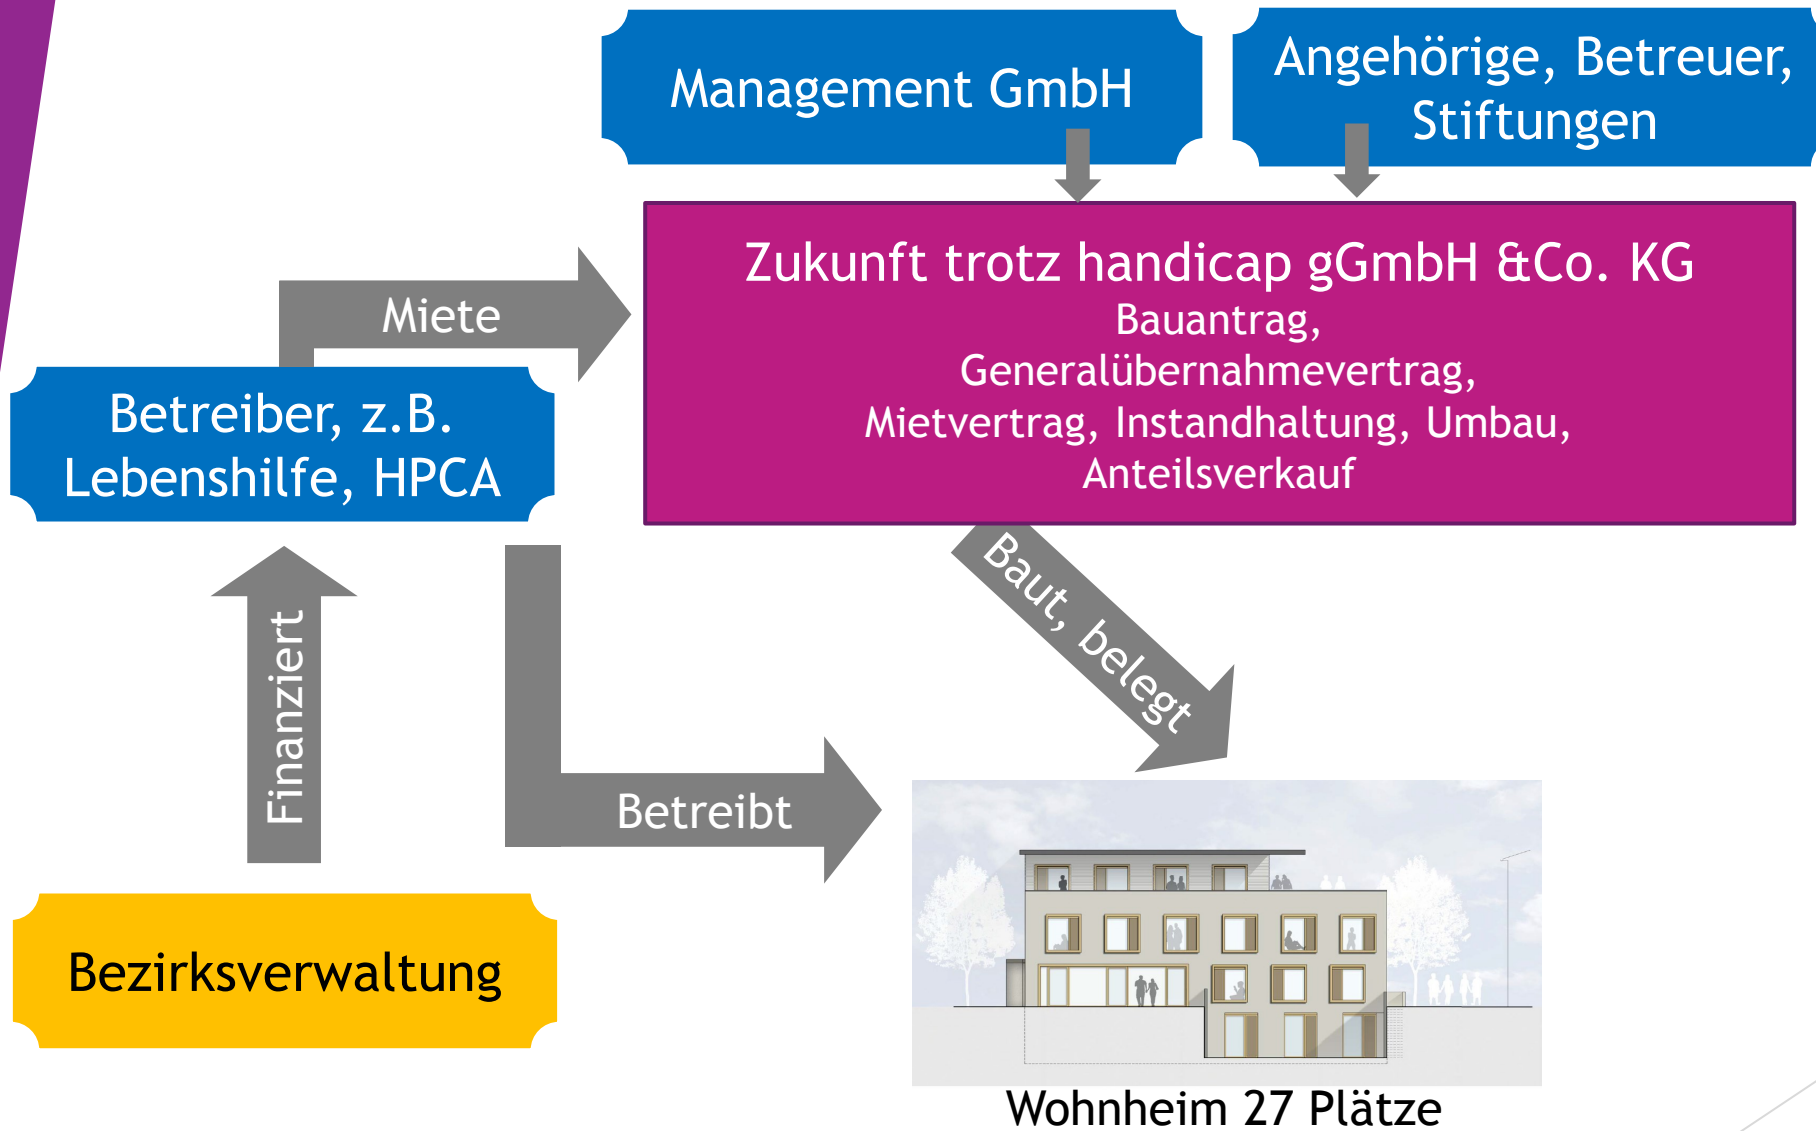 Management GmbH
Angehörige, Betreuer,
Stiftungen
Zukunft trotz handicap gGmbH &Co. KG
Bauantrag,
Generalübernahmevertrag,
Mietvertrag, Instandhaltung, Umbau,
Anteilsverkauf
Miete
Betreiber, z.B.
Lebenshilfe, HPCA
Baut, belegt
Finanziert
Betreibt
Bezirksverwaltung
Wohnheim 27 Plätze